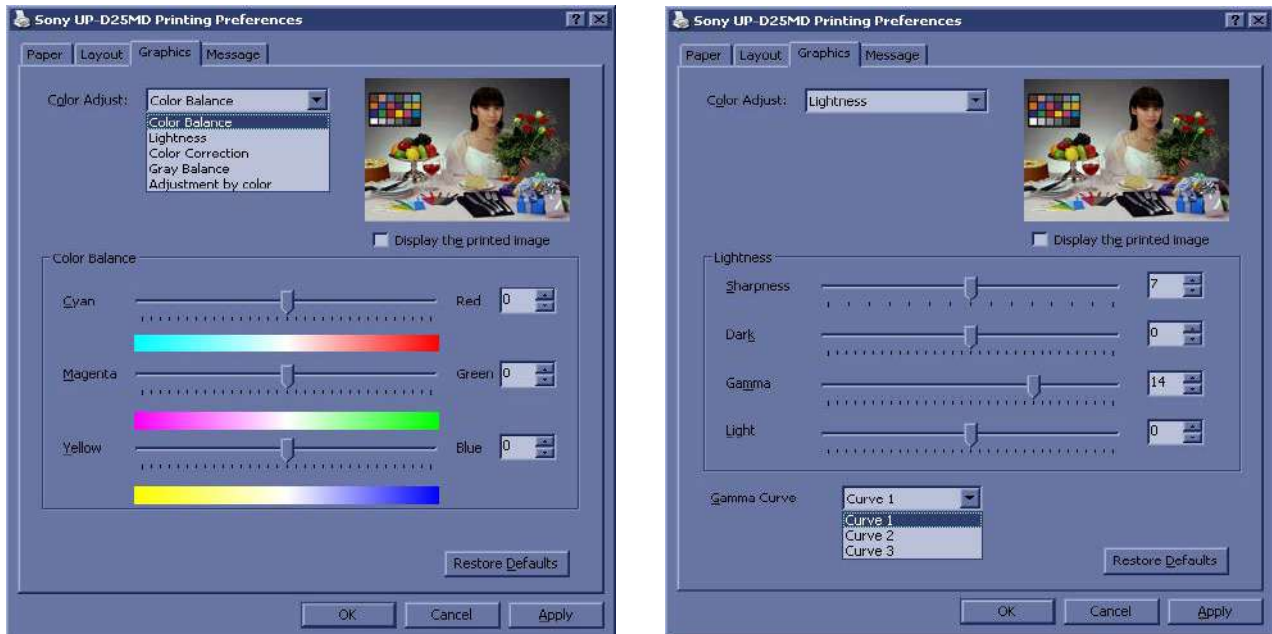 Sony UP-D25MD Printing Preferences
Paper Layout Graphics Message
Color Adjust: Color Balance
Color Balance
Lightness
Color Correction
Gray Balance
Adjustment by color
Display the printed image
Color Balance
Cyan Red 0
Magenta Green 0
Yellow Blue 0
Restore Defaults
OK Cancel Apply
Sony UP-D25MD Printing Preferences
Paper Layout Graphics Message
Color Adjust: Lightness
Display the printed image
Lightness
Sharpness 7
Dark 0
Gamma 14
Light 0
Gamma Curve Curve 1
Curve 1
Curve 2
Curve 3
Restore Defaults
OK Cancel Apply